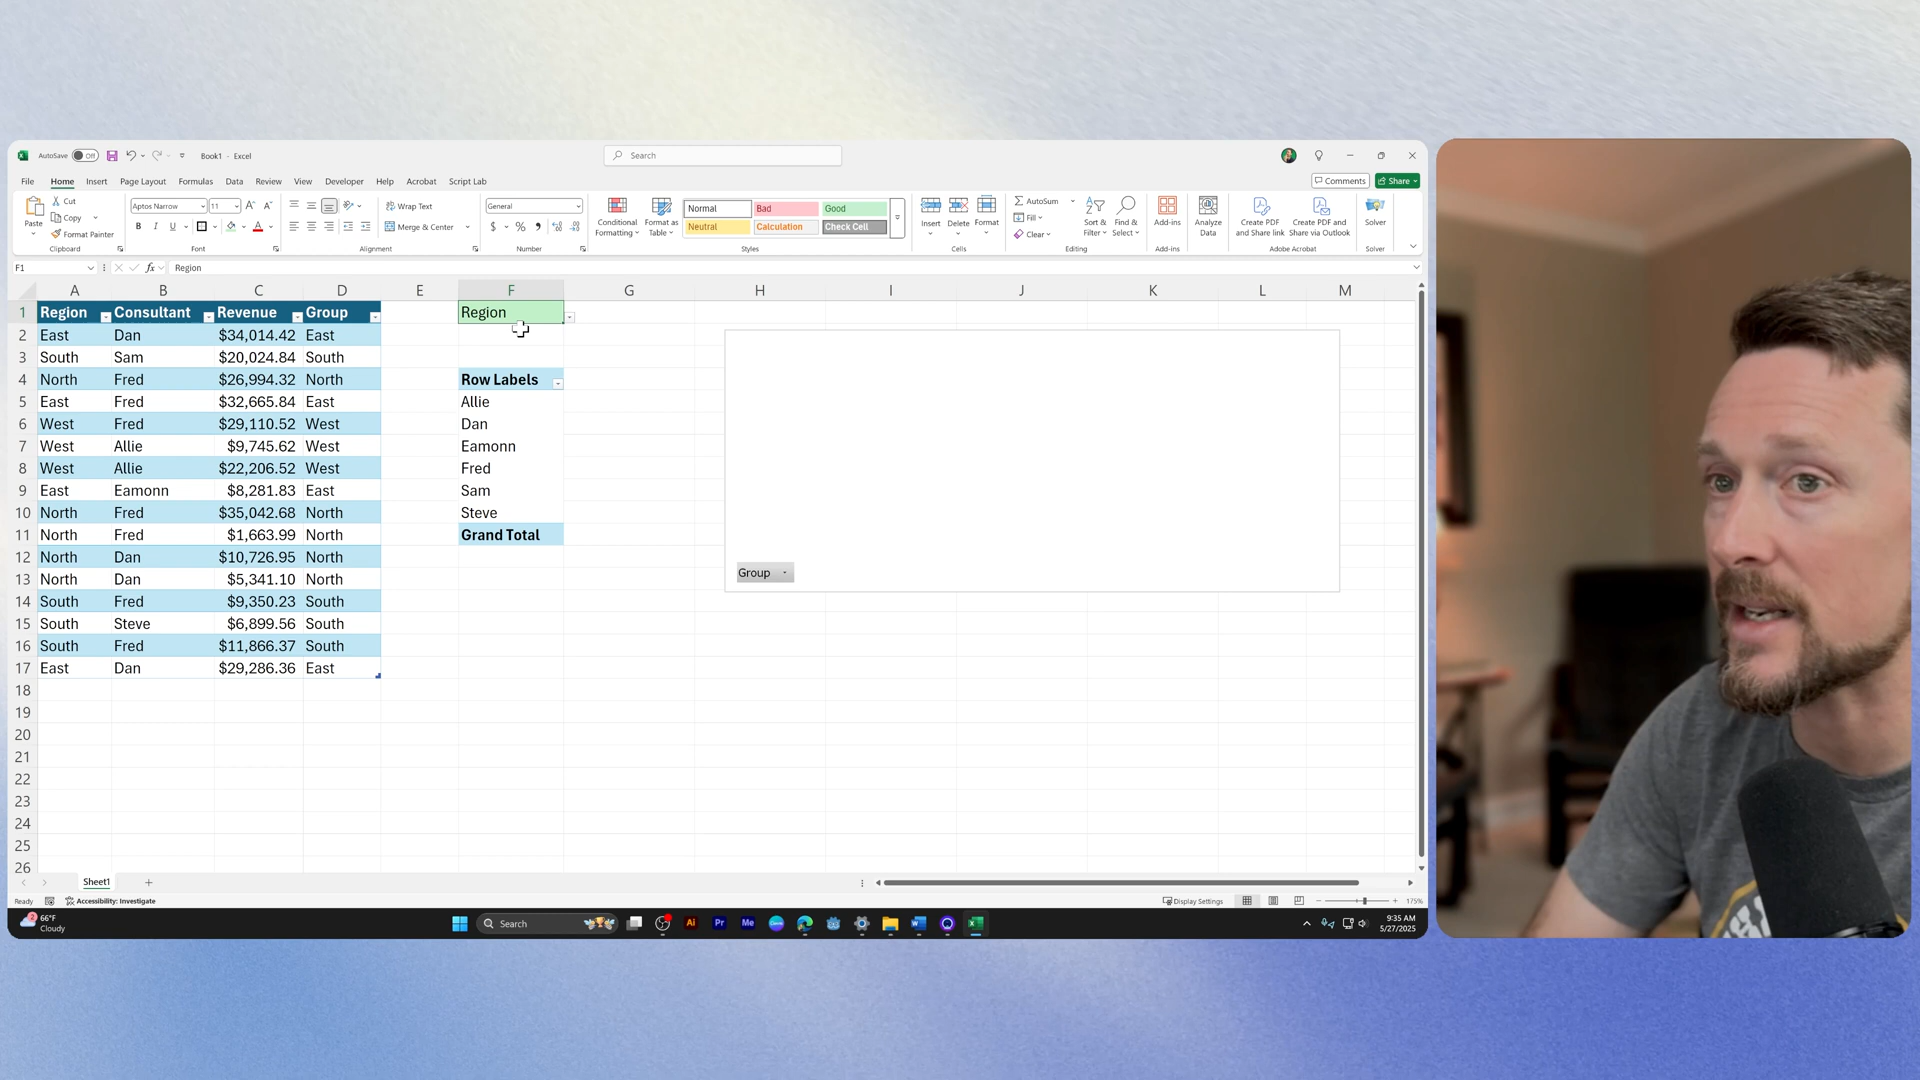 AutoSave Off Book1 - Excel Search
File Home Insert Page Layout Formulas Data Review View Developer Help Acrobat Script Lab Comments Share
Paste Cut Copy Format Painter Clipboard
Aptos Narrow 11 B I U Font
Wrap Text Merge & Center Alignment
General $ % Number
Conditional Formatting Format as Table Normal Bad Good Neutral Calculation Check Cell Styles
Insert Delete Format Cells
AutoSum Fill Clear Sort & Filter Find & Select Editing
Add-ins Add-ins Analyze Data
Create PDF and Share link Create PDF and Share via Outlook Adobe Acrobat
Solver Solver
F1 fx Region
A B C D E F G H I J K L M
1 Region Consultant Revenue Group Region
2 East Dan $34,014.42 East
3 South Sam $20,024.84 South
4 North Fred $26,994.32 North Row Labels
5 East Fred $32,665.84 East Allie
6 West Fred $29,110.52 West Dan
7 West Allie $9,745.62 West Eamonn
8 West Allie $22,206.52 West Fred
9 East Eamonn $8,281.83 East Sam
10 North Fred $35,042.68 North Steve
11 North Fred $1,663.99 North Grand Total
12 North Dan $10,726.95 North
13 North Dan $5,341.10 North Group
14 South Fred $9,350.23 South
15 South Steve $6,899.56 South
16 South Fred $11,866.37 South
17 East Dan $29,286.36 East
18
19
20
21
22
23
24
25
26
Sheet1
Ready Accessibility: Investigate Display Settings 175%
2 66°F Search Ai Pr Me 9:35 AM
Cloudy 5/27/2025